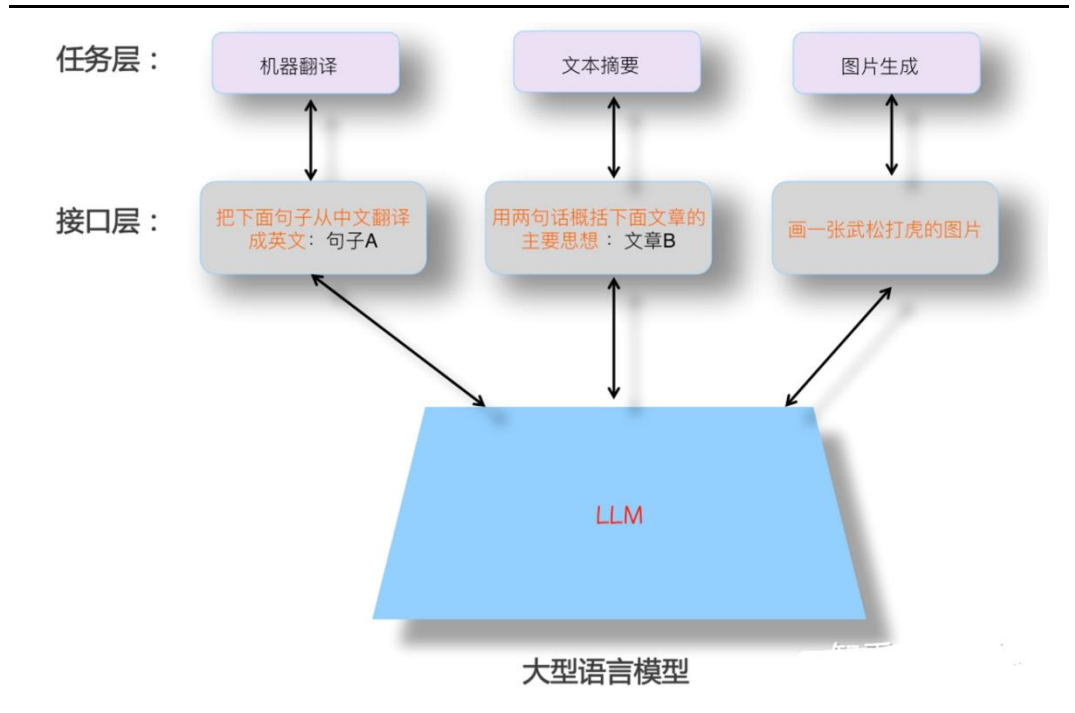 任务层：
机器翻译
文本摘要
图片生成
接口层：
把下面句子从中文翻译
成英文：句子A
用两句话概括下面文章的
主要思想：文章B
画一张武松打虎的图片
LLM
大型语言模型